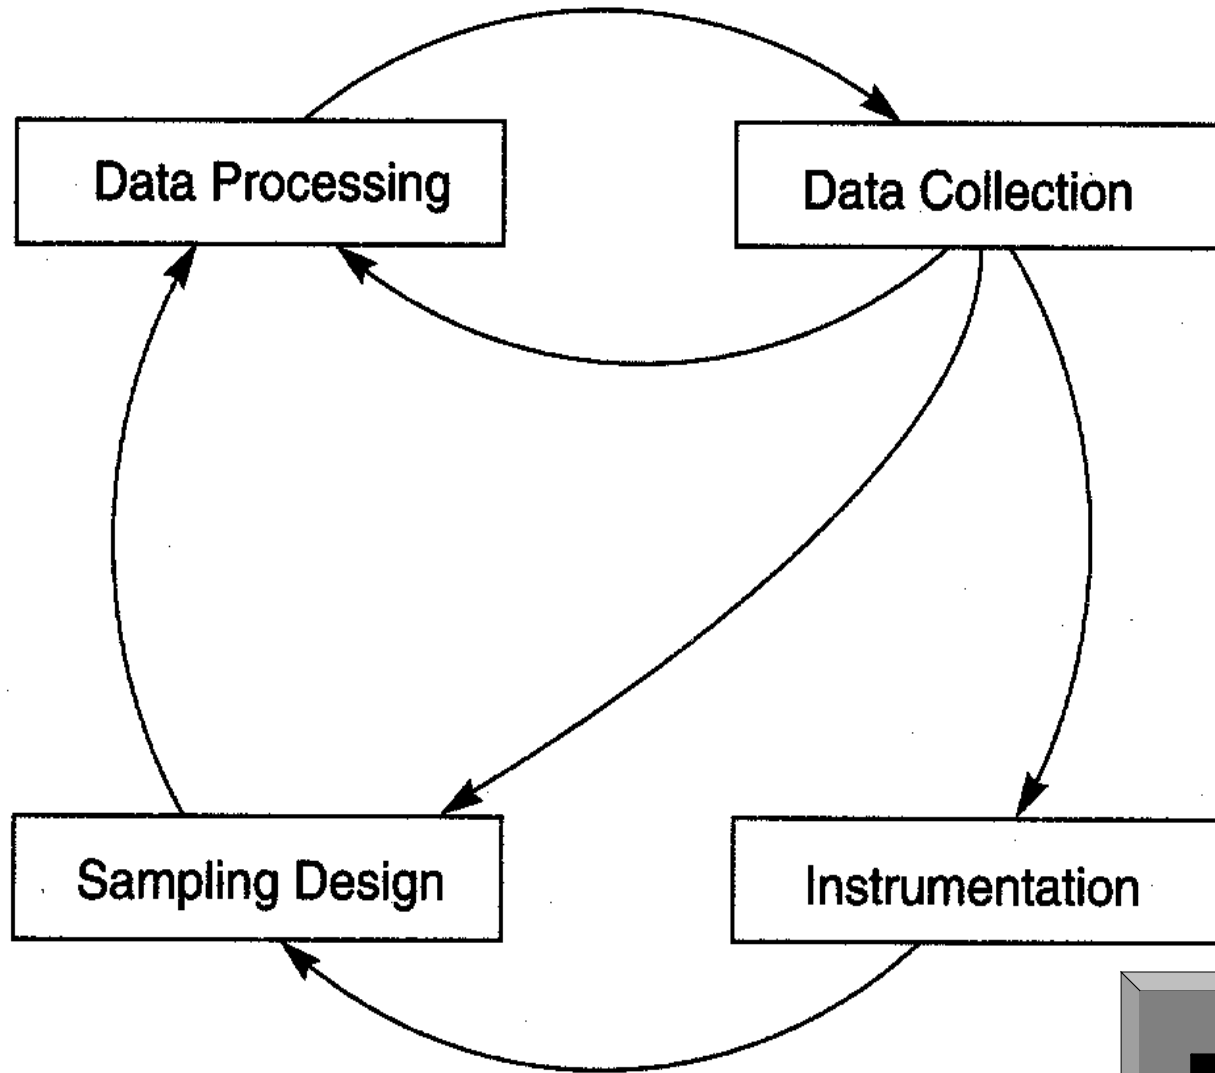 Data Processing
Data Collection
Sampling Design
Instrumentation